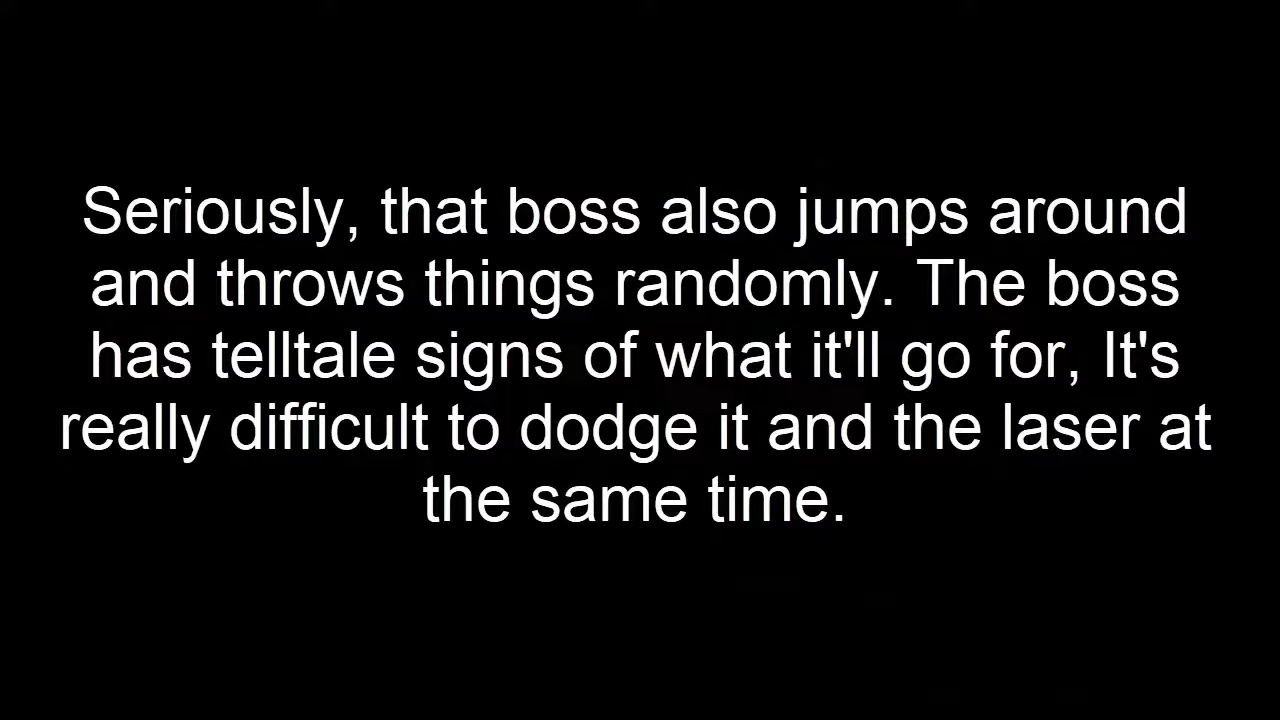 Seriously, that boss also jumps around
and throws things randomly. The boss
has telltale signs of what it'll go for, It's
really difficult to dodge it and the laser at
the same time.